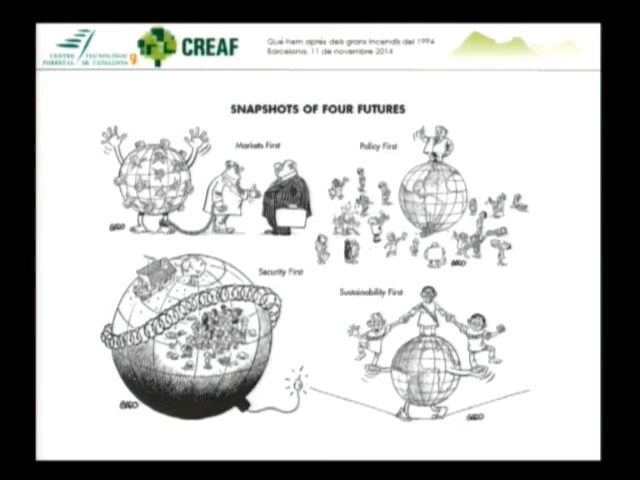 CENTRE TECNOLÒGIC
FORESTAL DE CATALUNYA
CREAF
Què hem après dels grans incendis del 1994
Barcelona, 11 de novembre 2014
SNAPSHOTS OF FOUR FUTURES
Markets First
Policy First
Security First
Sustainability First